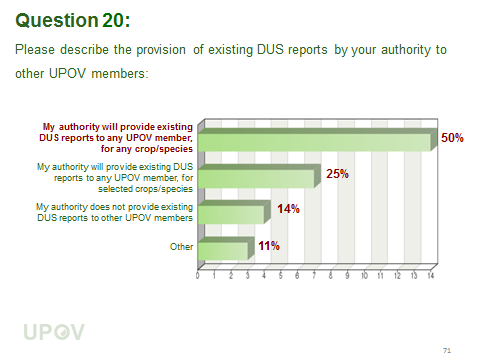 Question 20:
Please describe the provision of existing DUS reports by your authority to
other UPOV members:
My authority will provide existing
DUS reports to any UPOV member,
for any crop/species
50%
My authority will provide existing DUS
reports to any UPOV member, for
selected crops/species
25%
My authority does not provide existing
DUS reports to other UPOV members
14%
Other
11%
0 1 2 3 4 5 6 7 8 9 10 11 12 13 14
UPOV
71